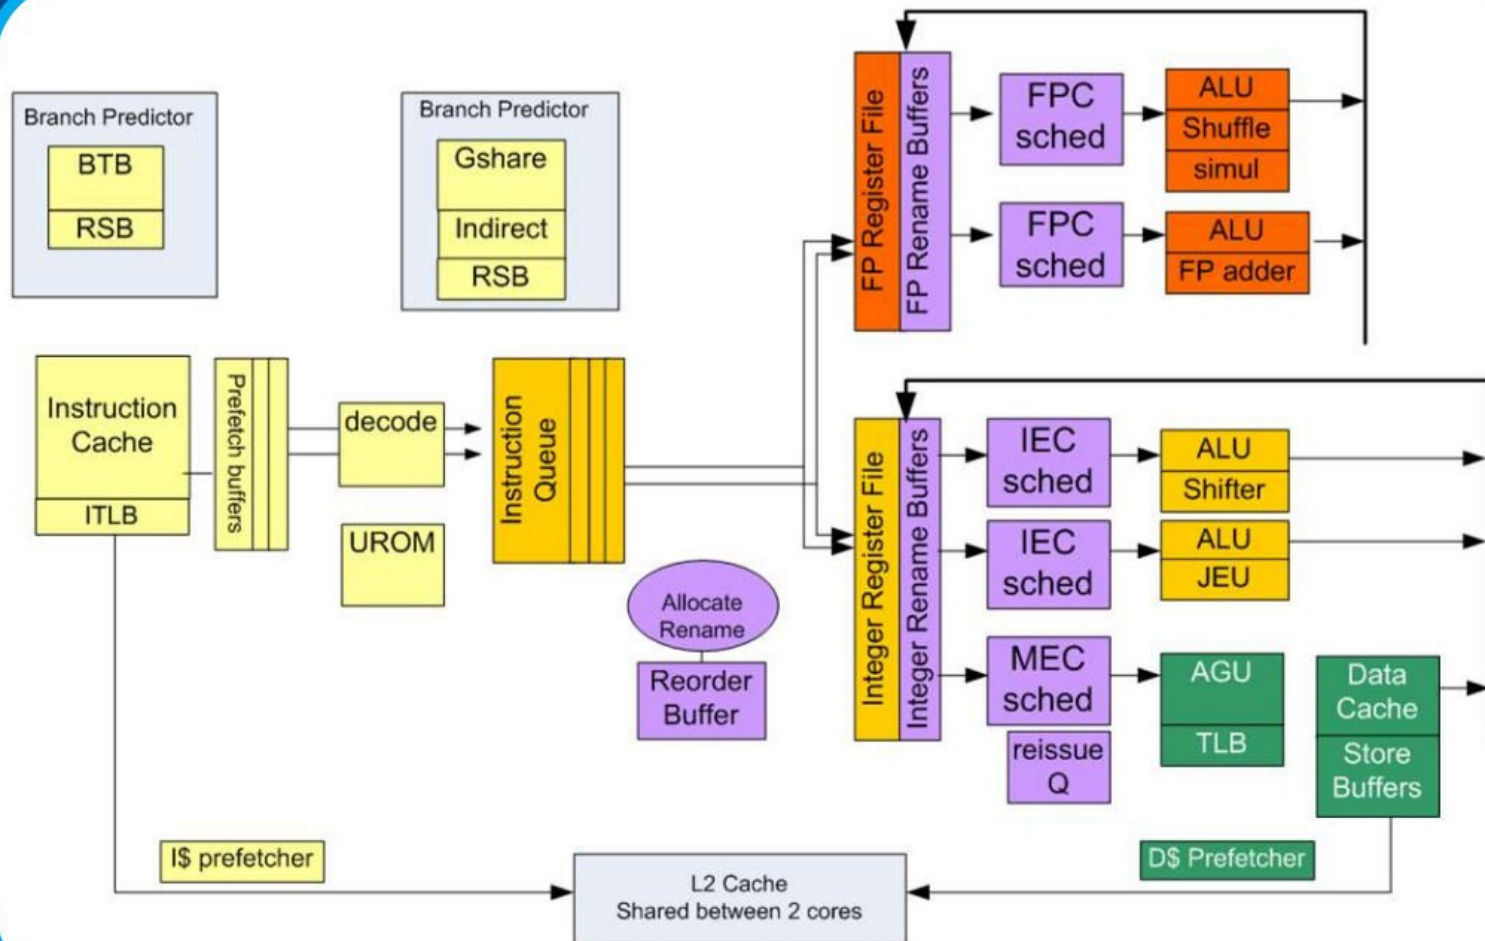 Branch Predictor
BTB
RSB
Branch Predictor
Gshare
Indirect
RSB
Instruction
Cache
ITLB
Prefetch buffers
decode
UROM
Instruction
Queue
Allocate
Rename
Reorder
Buffer
FP Register File
FP Rename Buffers
FPC
sched
ALU
Shuffle
simul
FPC
sched
ALU
FP adder
Integer Register File
Integer Rename Buffers
IEC
sched
ALU
Shifter
IEC
sched
ALU
JEU
MEC
sched
reissue
Q
AGU
TLB
Data
Cache
Store
Buffers
I$ prefetcher
D$ Prefetcher
L2 Cache
Shared between 2 cores